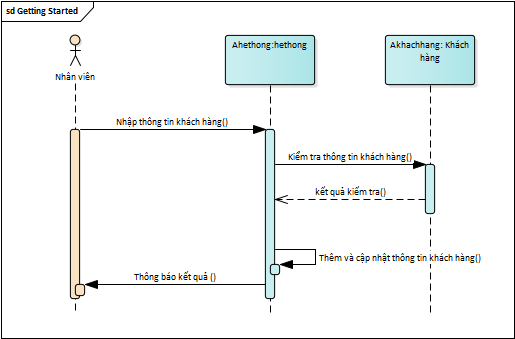 sd Getting Started
Nhân viên
Ahethong:hethong
Akhachhang: Khách
hàng
Nhập thông tin khách hàng()
Kiểm tra thông tin khách hàng()
kết quả kiểm tra()
Thêm và cập nhật thông tin khách hàng()
Thông báo kết quả ()